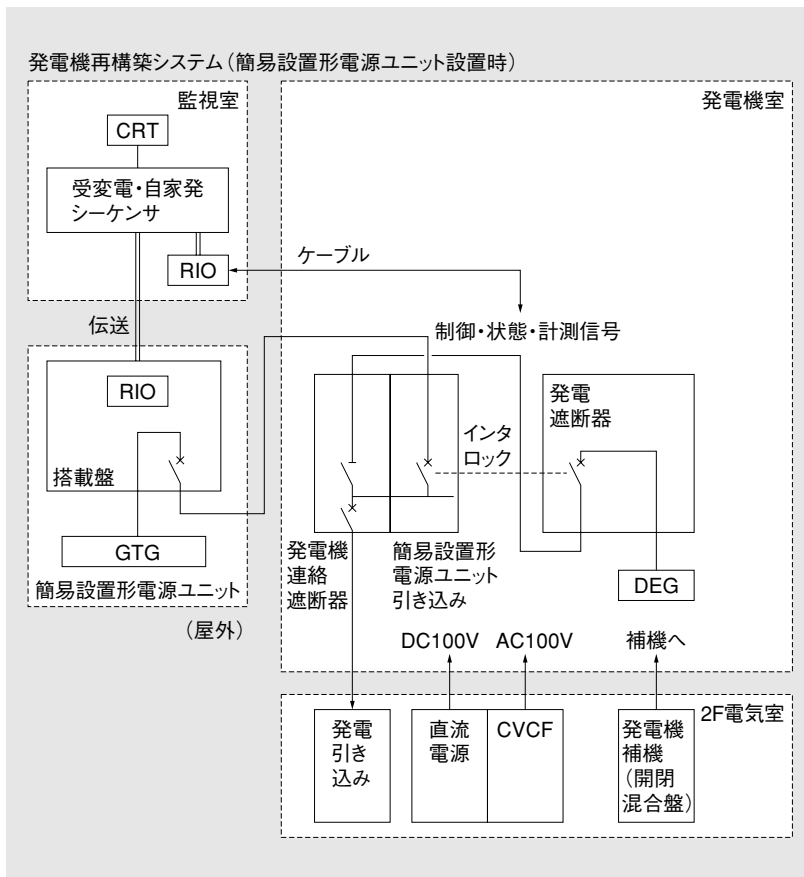 発電機再構築システム（簡易設置形電源ユニット設置時）
監視室
CRT
受変電・自家発
シーケンサ
RIO
ケーブル
発電機室
伝送
制御・状態・計測信号
RIO
搭載盤
GTG
簡易設置形電源ユニット
（屋外）
インタ
ロック
発電
遮断器
発電機
連絡
遮断器
簡易設置形
電源ユニット
引き込み
DEG
DC100V
AC100V
補機へ
2F電気室
発電
引き
込み
直流
電源
CVCF
発電機
補機
（開閉
混合盤）